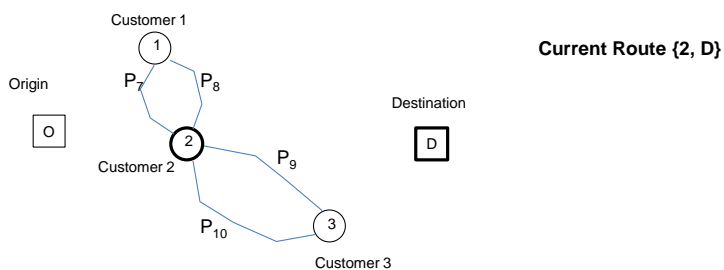 Customer 1
Current Route {2, D}
1
P7
P8
Origin
Destination
O
2
D
Customer 2
P9
3
P10
Customer 3